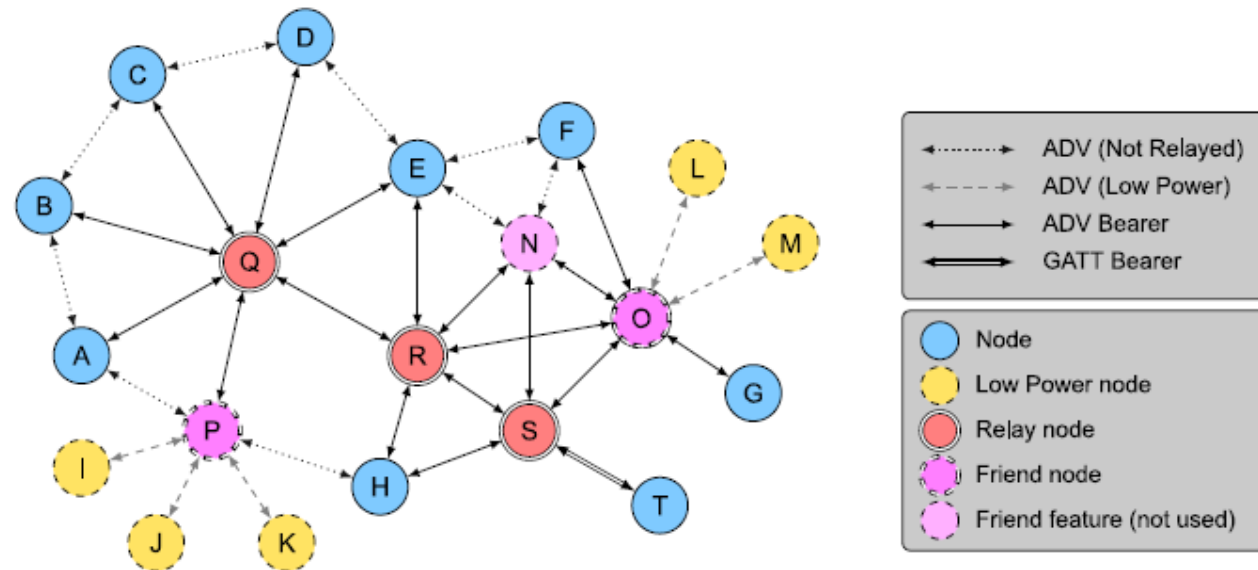 D
C
F
E
L
B
N
M
Q
O
A
R
G
P
S
I
H
T
J
K
ADV (Not Relayed)
ADV (Low Power)
ADV Bearer
GATT Bearer
Node
Low Power node
Relay node
Friend node
Friend feature (not used)